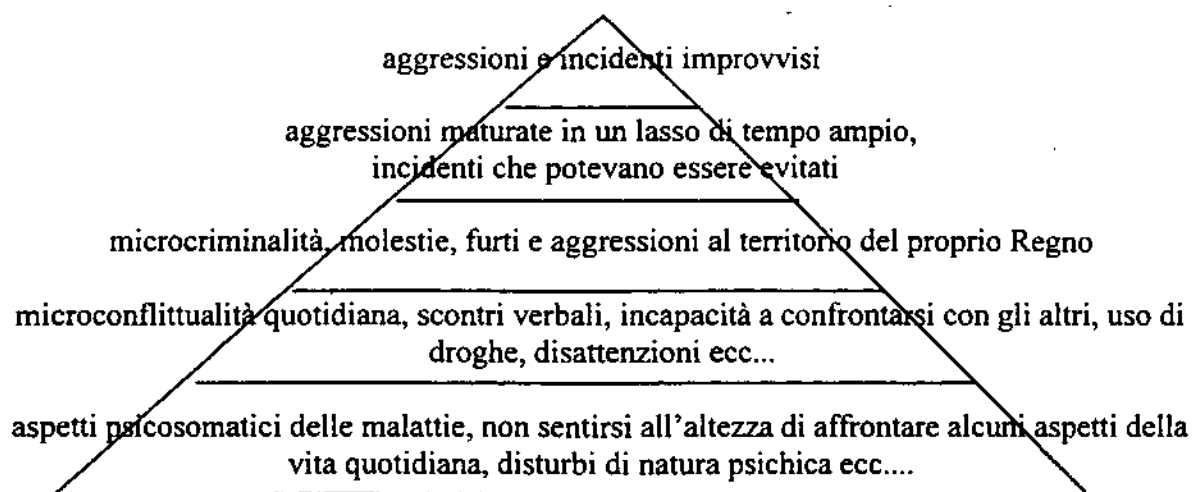 aggressioni e incidenti improvvisi
aggressioni maturate in un lasso di tempo ampio,
incidenti che potevano essere evitati
microcriminalità, molestie, furti e aggressioni al territorio del proprio Regno
microconflittualità quotidiana, scontri verbali, incapacità a confrontarsi con gli altri, uso di
droghe, disattenzioni ecc...
aspetti psicosomatici delle malattie, non sentirsi all'altezza di affrontare alcuni aspetti della
vita quotidiana, disturbi di natura psichica ecc....